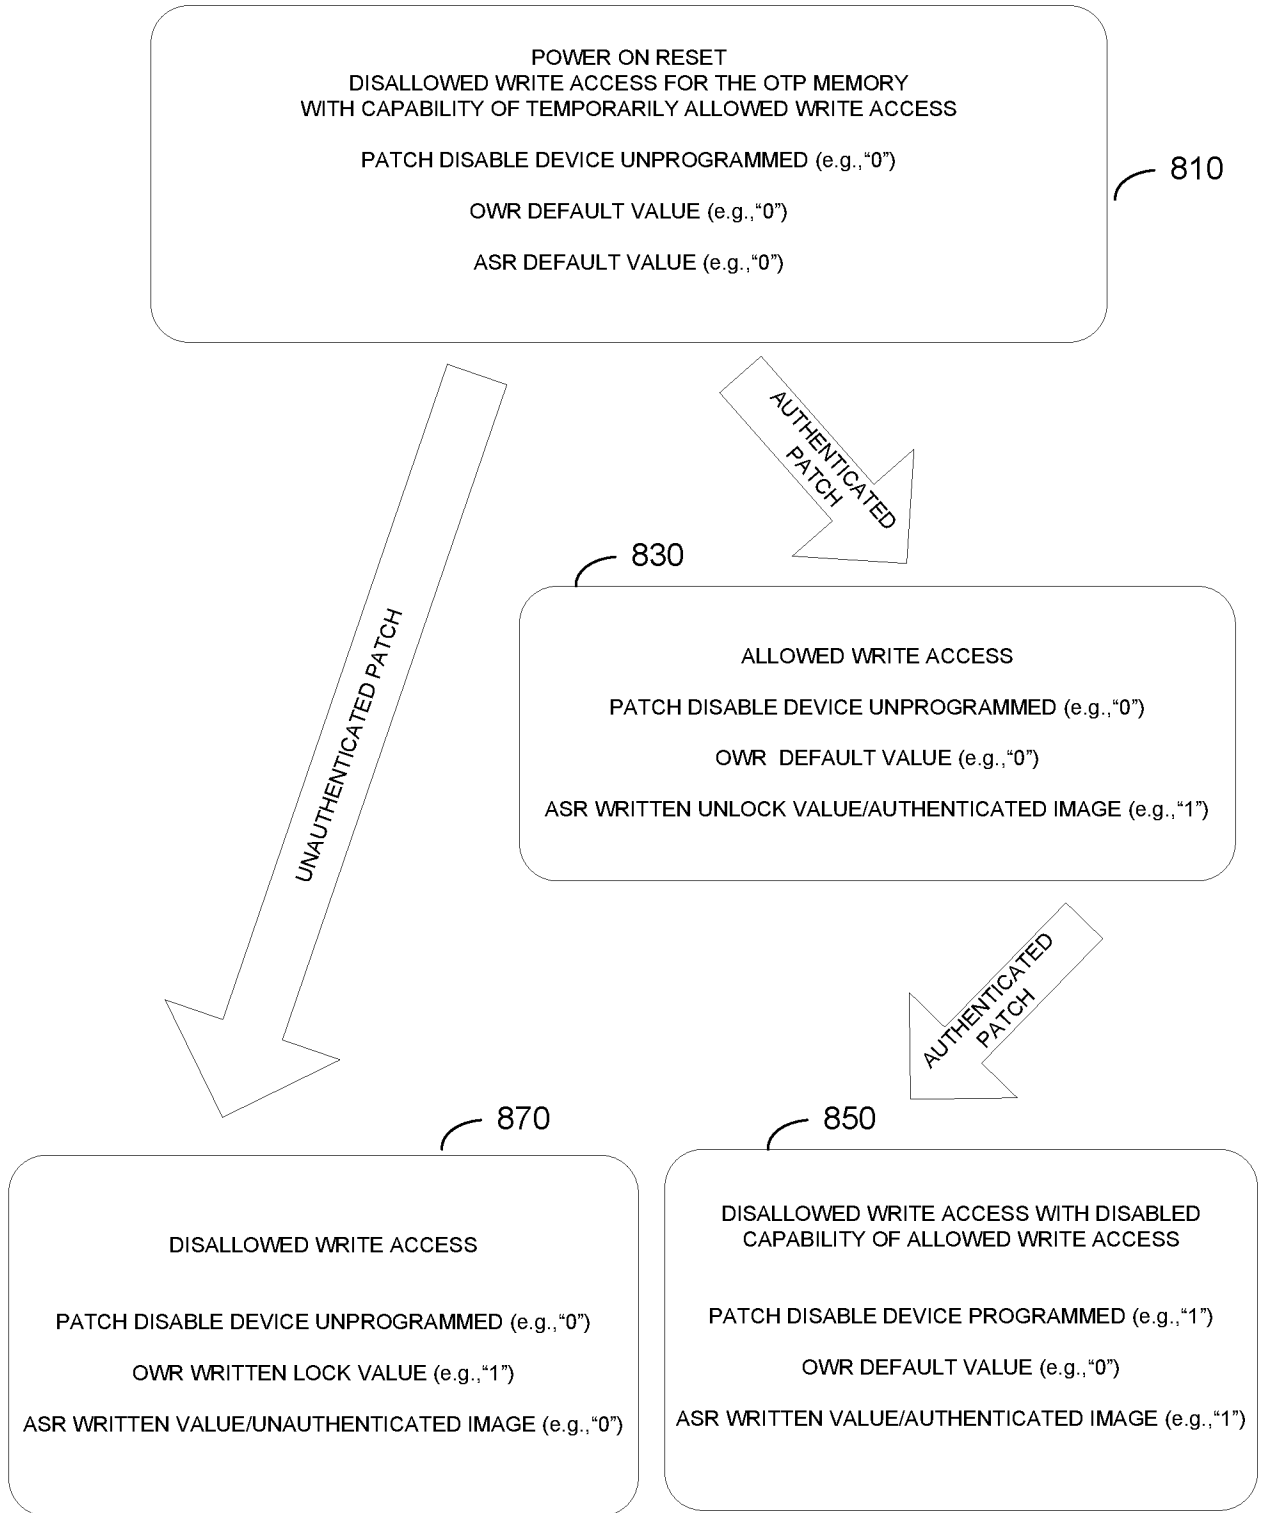 POWER ON RESET
DISALLOWED WRITE ACCESS FOR THE OTP MEMORY
WITH CAPABILITY OF TEMPORARILY ALLOWED WRITE ACCESS
PATCH DISABLE DEVICE UNPROGRAMMED (e.g.,“0”)
OWR DEFAULT VALUE (e.g.,“0”)
ASR DEFAULT VALUE (e.g.,“0”)
810
AUTHENTICATED
PATCH
UNAUTHENTICATED PATCH
830
ALLOWED WRITE ACCESS
PATCH DISABLE DEVICE UNPROGRAMMED (e.g.,“0”)
OWR DEFAULT VALUE (e.g.,“0”)
ASR WRITTEN UNLOCK VALUE/AUTHENTICATED IMAGE (e.g.,“1”)
AUTHENTICATED
PATCH
870
DISALLOWED WRITE ACCESS
PATCH DISABLE DEVICE UNPROGRAMMED (e.g.,“0”)
OWR WRITTEN LOCK VALUE (e.g.,“1”)
ASR WRITTEN VALUE/UNAUTHENTICATED IMAGE (e.g.,“0”)
850
DISALLOWED WRITE ACCESS WITH DISABLED
CAPABILITY OF ALLOWED WRITE ACCESS
PATCH DISABLE DEVICE PROGRAMMED (e.g.,“1”)
OWR DEFAULT VALUE (e.g.,“0”)
ASR WRITTEN VALUE/AUTHENTICATED IMAGE (e.g.,“1”)